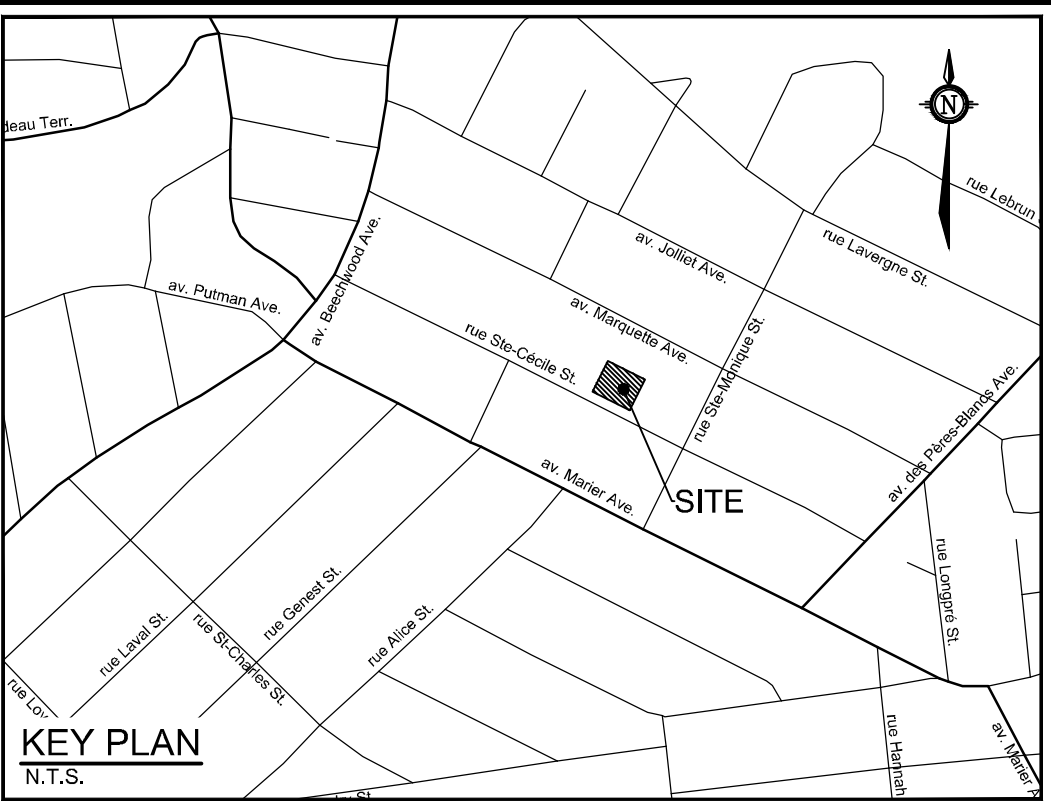 deau Terr.
N
rue Lebrun
rue Lavergne St.
av. Jolliet Ave.
av. Beechwood Ave.
av. Putman Ave.
av. Marquette Ave.
rue Ste-Cécile St.
rue Ste-Monique St.
av. des Pères-Blancs Ave.
av. Marier Ave.
SITE
rue Longpré St.
rue Genest St.
rue Alice St.
rue Laval St.
rue St-Charles St.
rue Lov
rue Hannah
av. Marier A
KEY PLAN
N.T.S.
St.